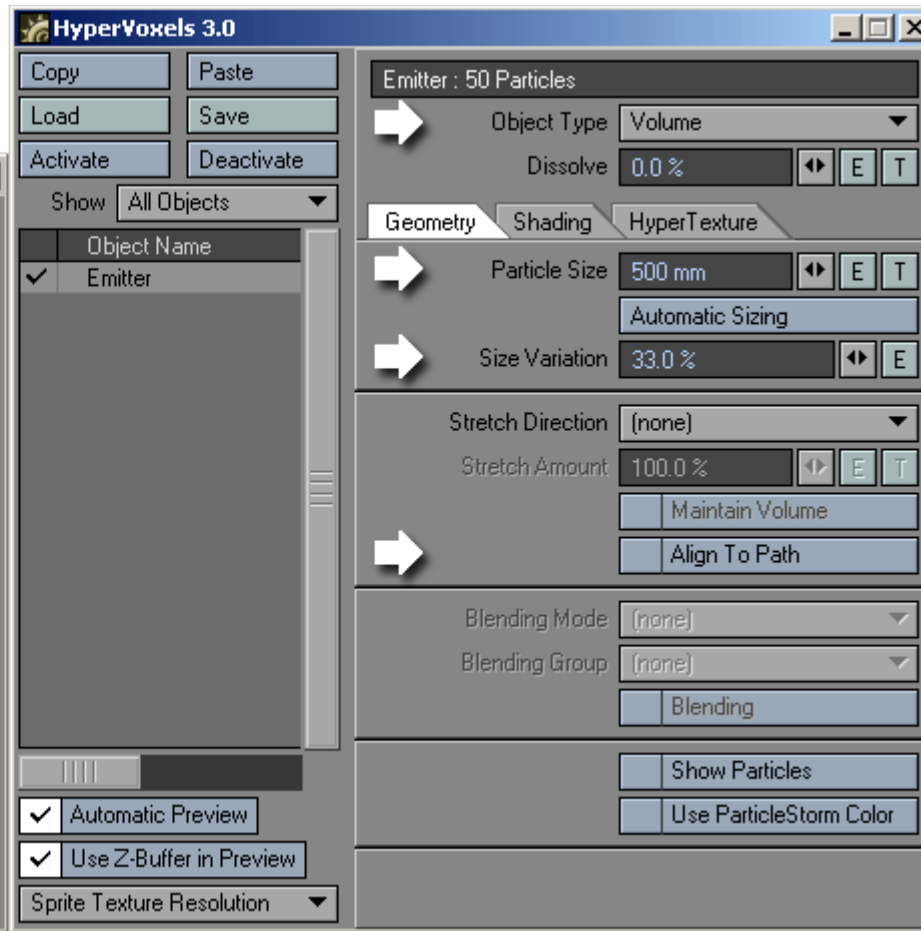 HyperVoxels 3.0
Copy
Paste
Load
Save
Activate
Deactivate
Show
All Objects
Object Name
Emitter
Automatic Preview
Use Z-Buffer in Preview
Sprite Texture Resolution
Emitter : 50 Particles
Object Type
Volume
Dissolve
0.0 %
E
T
Geometry
Shading
HyperTexture
Particle Size
500 mm
E
T
Automatic Sizing
Size Variation
33.0 %
E
Stretch Direction
(none)
Stretch Amount
100.0 %
E
T
Maintain Volume
Align To Path
Blending Mode
(none)
Blending Group
(none)
Blending
Show Particles
Use ParticleStorm Color